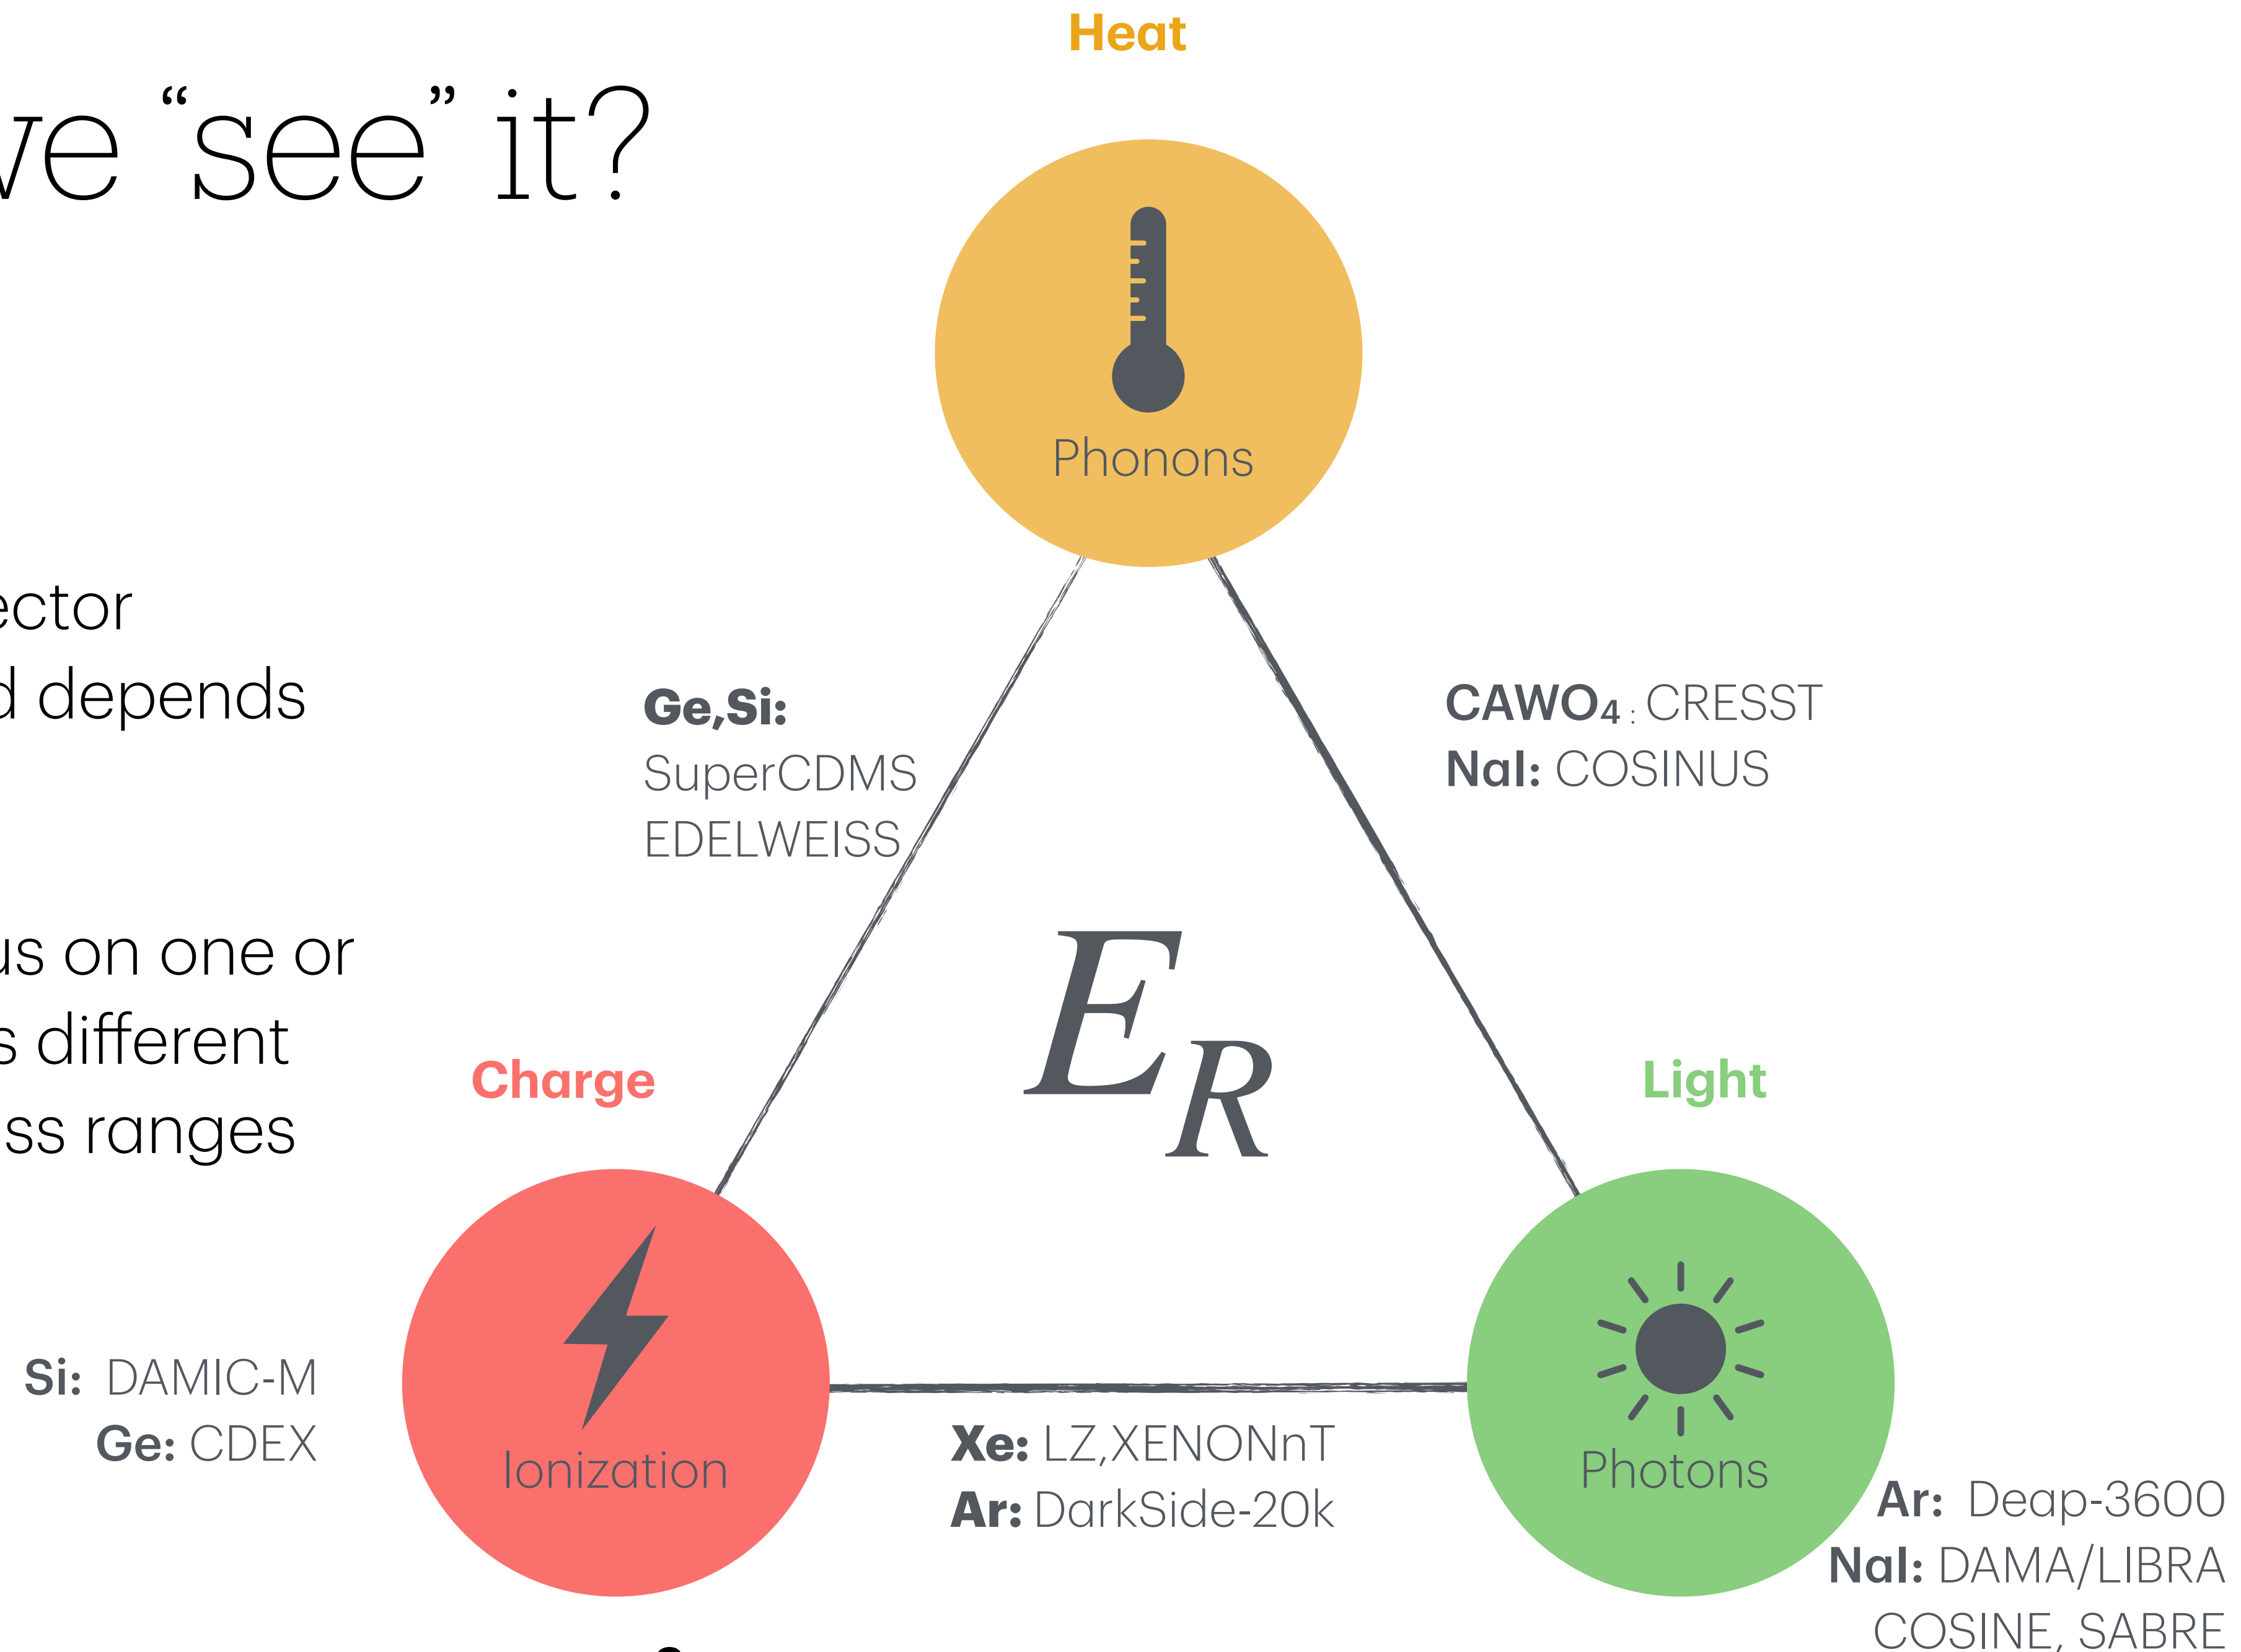 Heat
we “see” it?
Phonons
ector
d depends
Ge,Si:
SuperCDMS
EDELWEISS
CAWO4 : CRESST
NaI: COSINUS
us on one or
s different
ss ranges
ER
Charge
Light
Si: DAMIC-M
Ge: CDEX
Ionization
Xe: LZ,XENONnT
Ar: DarkSide-20k
Photons
Ar: Deap-3600
NaI: DAMA/LIBRA
COSINE, SABRE